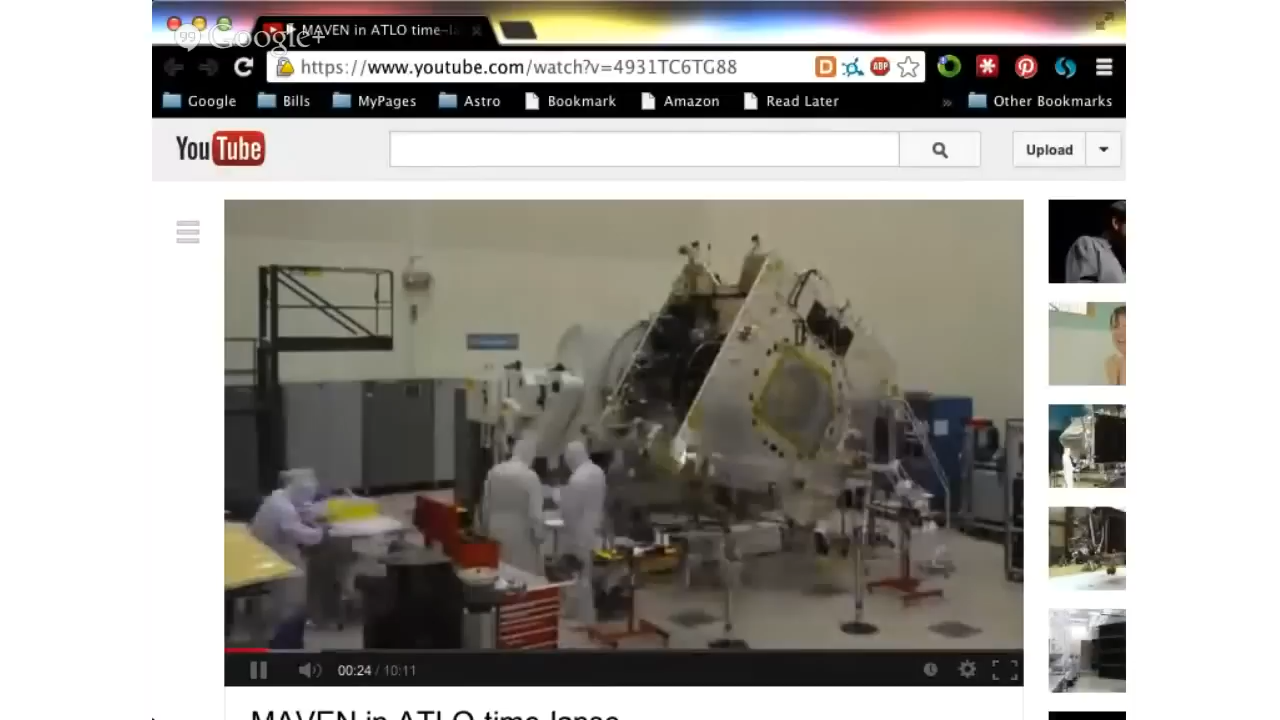 MAVEN in ATLO time-la
Google+
https://www.youtube.com/watch?v=4931TC6TG88
D
ABP
Google
Bills
MyPages
Astro
Bookmark
Amazon
Read Later
»
Other Bookmarks
YouTube
Upload
00:24 / 10:11
MAVEN in ATLO time-lapse